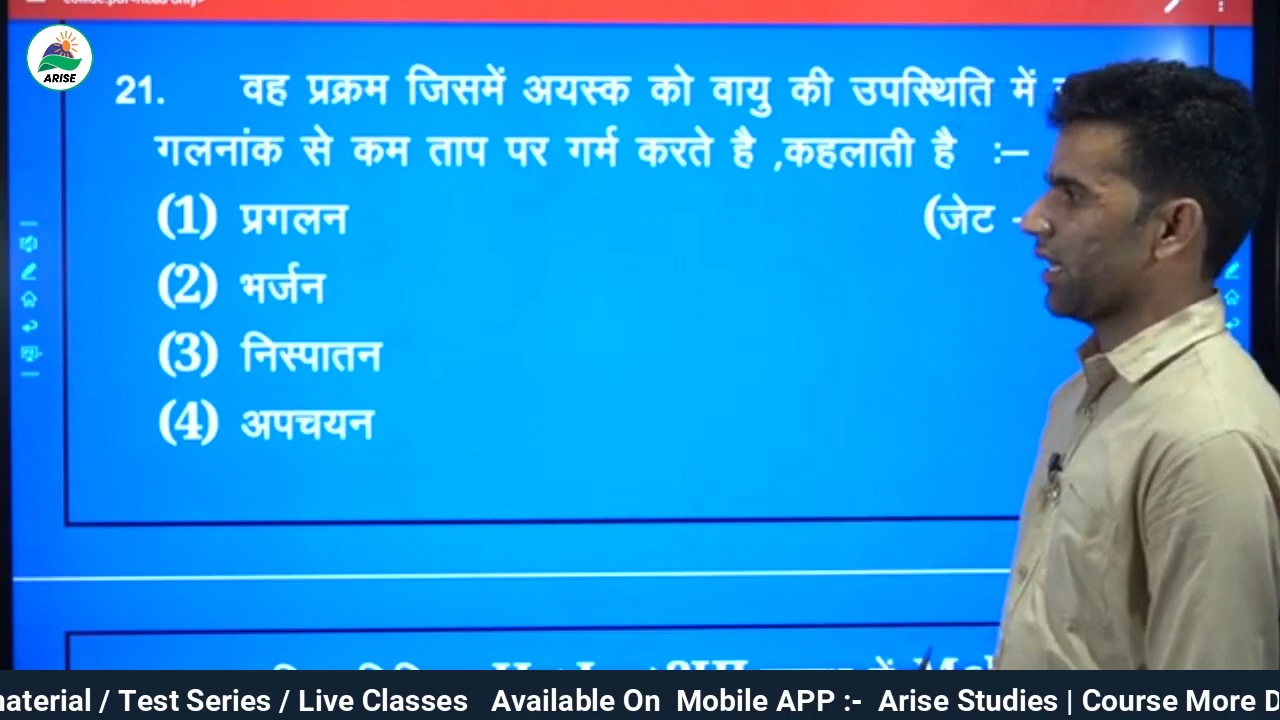 ARISE
21. वह प्रक्रम जिसमें अयस्क को वायु की उपस्थिति में
गलनांक से कम ताप पर गर्म करते है ,कहलाती है :–
(1) प्रगलन
(जेट -
(2) भर्जन
(3) निस्पातन
(4) अपचयन
material / Test Series / Live Classes Available On Mobile APP :- Arise Studies | Course More D